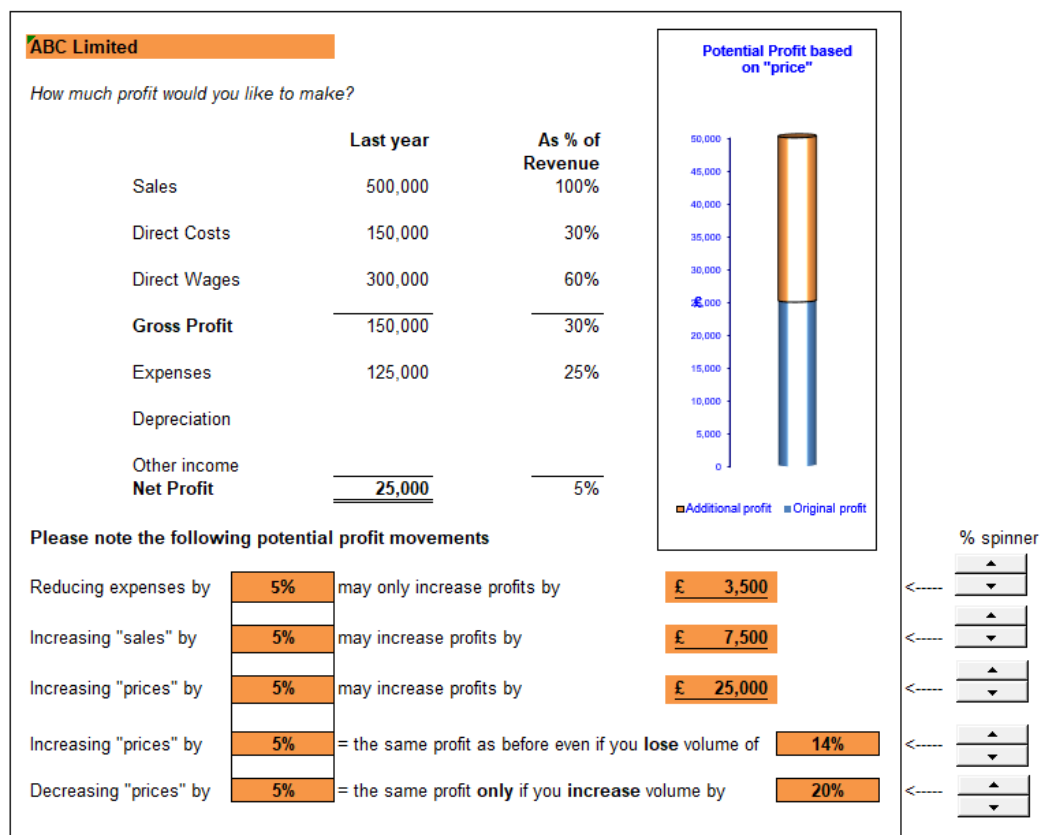 ABC Limited
How much profit would you like to make?
Last year As % of
Revenue
Sales 500,000 100%
Direct Costs 150,000 30%
Direct Wages 300,000 60%
Gross Profit 150,000 30%
Expenses 125,000 25%
Depreciation
Other income
Net Profit 25,000 5%
Potential Profit based
on "price"
50,000
45,000
40,000
35,000
30,000
25,000
£
20,000
15,000
10,000
5,000
0
Additional profit Original profit
Please note the following potential profit movements
% spinner
Reducing expenses by 5% may only increase profits by £ 3,500 <-----
Increasing "sales" by 5% may increase profits by £ 7,500 <-----
Increasing "prices" by 5% may increase profits by £ 25,000 <-----
Increasing "prices" by 5% = the same profit as before even if you lose volume of 14% <-----
Decreasing "prices" by 5% = the same profit only if you increase volume by 20% <-----